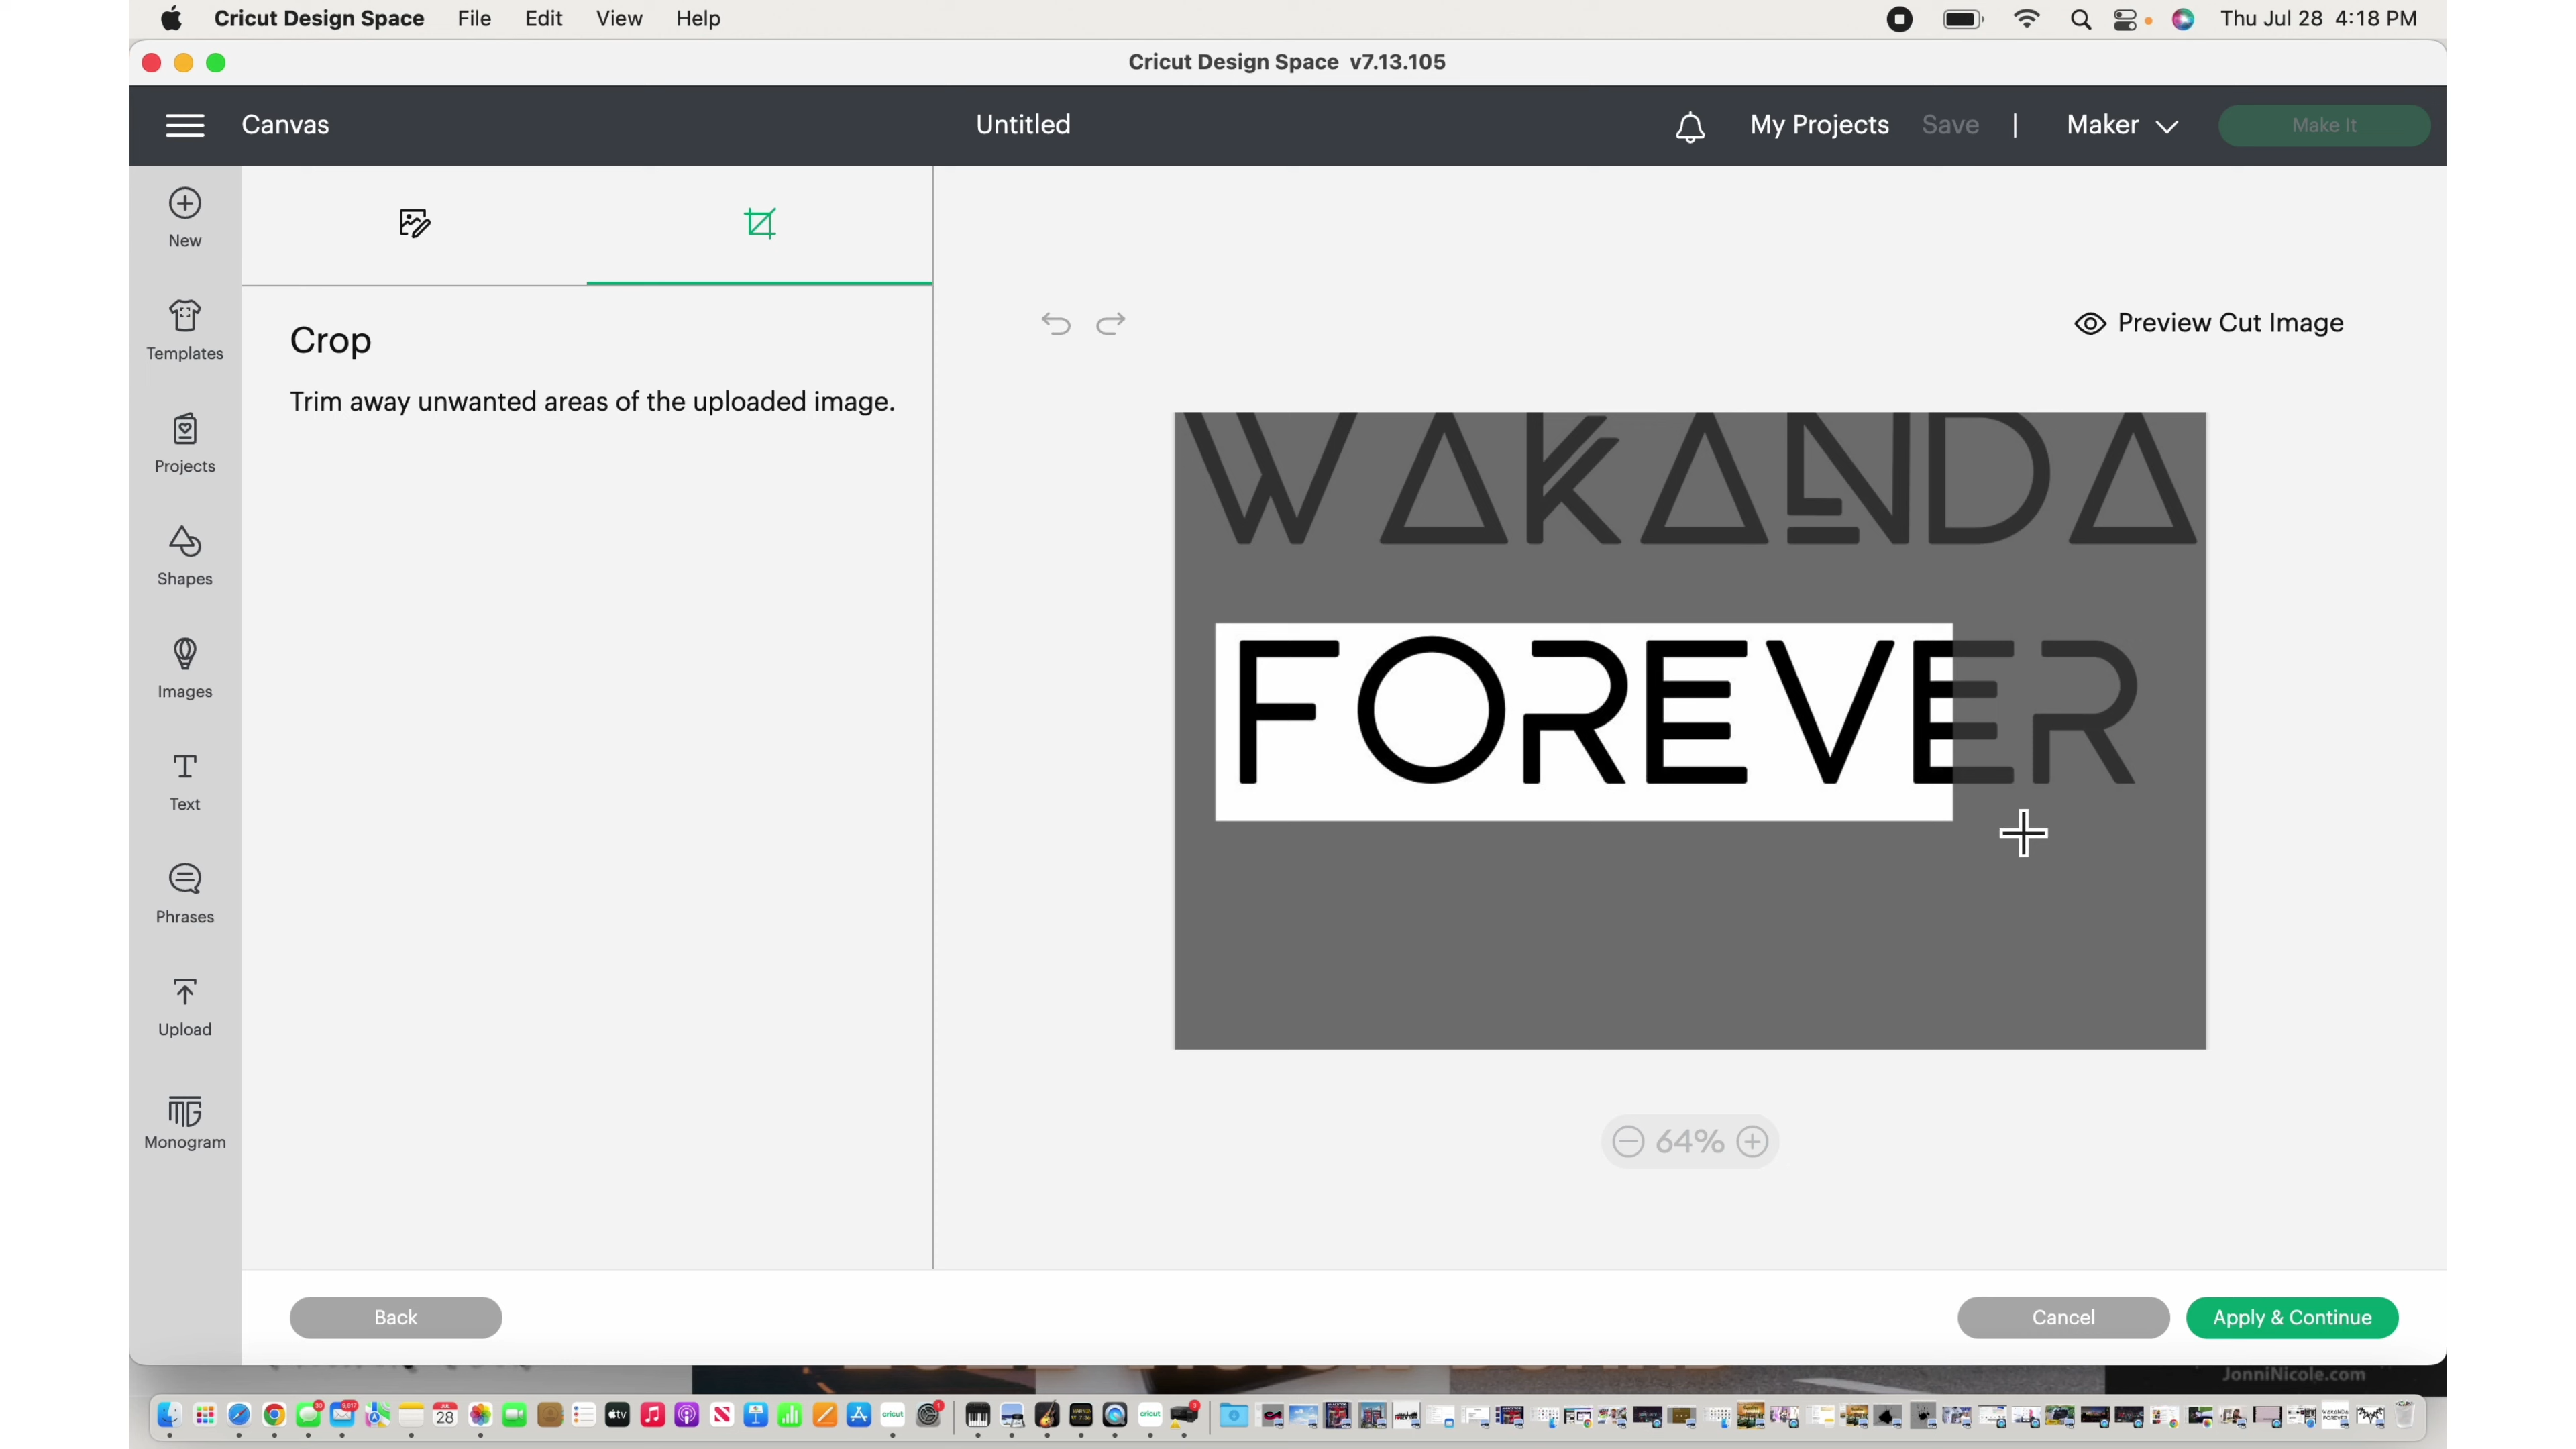 Cricut Design Space File Edit View Help Thu Jul 28 4:18 PM
Cricut Design Space v7.13.105
Canvas Untitled My Projects Save | Maker Make It
New
Templates
Projects
Shapes
Images
Text
Phrases
Upload
Monogram
Crop
Trim away unwanted areas of the uploaded image.
Preview Cut Image
WAKANDA
FOREVER
64%
Back Cancel Apply & Continue
JonniNicole.com